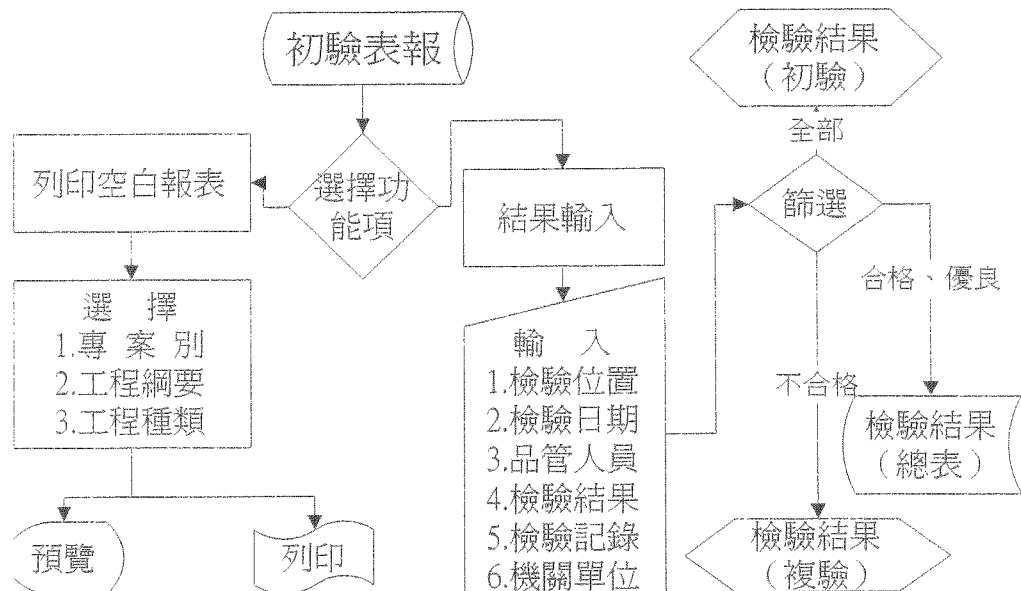 初驗表報
選擇功
能項
列印空白報表
選 擇
1.專 案 別
2.工程綱要
3.工程種類
預覽
列印
結果輸入
輸 入
1.檢驗位置
2.檢驗日期
3.品管人員
4.檢驗結果
5.檢驗記錄
6.機關單位
篩選
全部
檢驗結果
（初驗）
合格、優良
檢驗結果
（總表）
不合格
檢驗結果
（複驗）